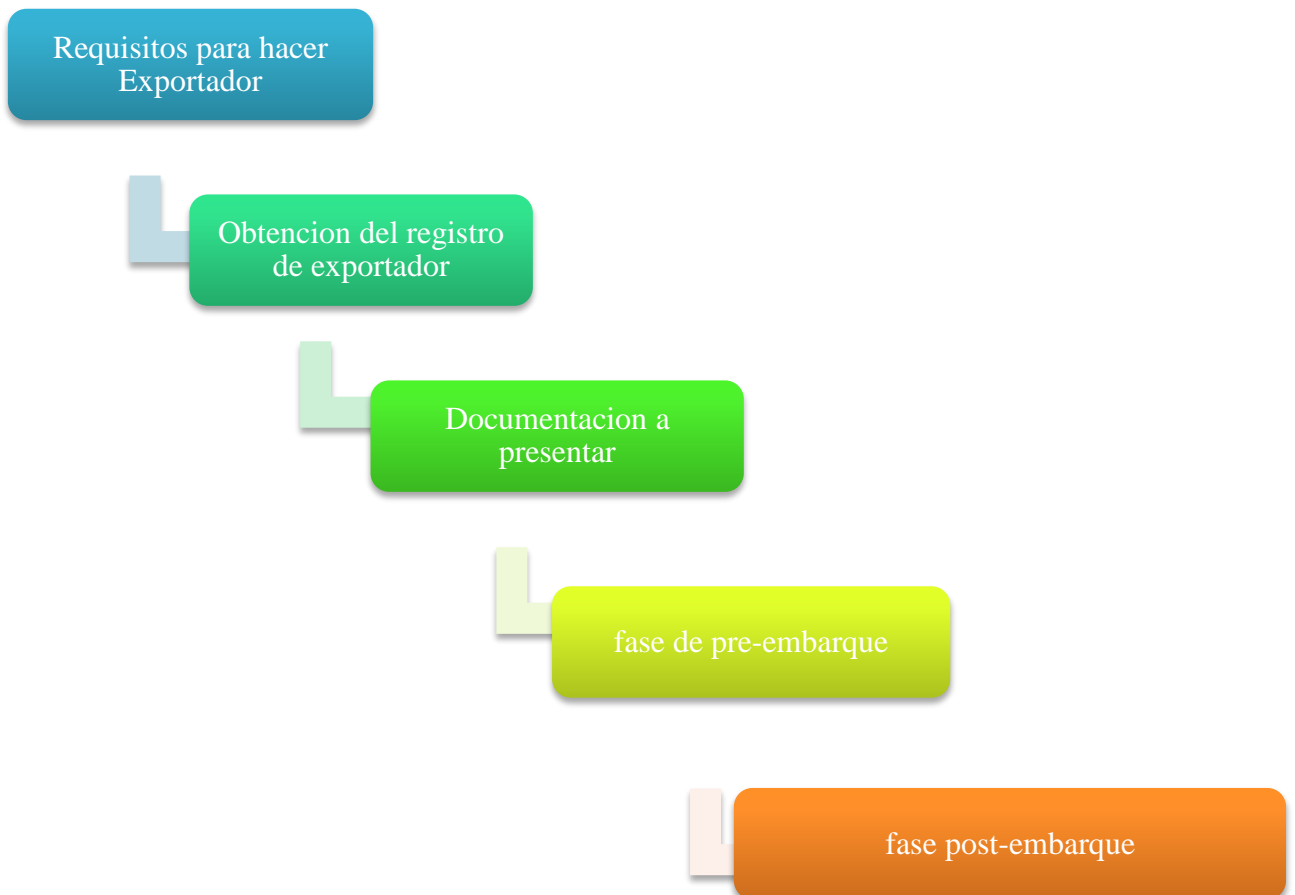 Requisitos para hacer
Exportador
Obtencion del registro
de exportador
Documentacion a
presentar
fase de pre-embarque
fase post-embarque